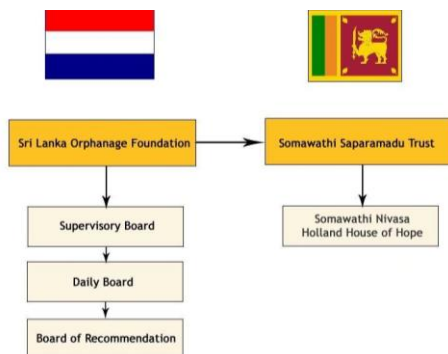 Sri Lanka Orphanage Foundation
Somawathi Saparamadu Trust
Supervisory Board
Somawathi Nivasa
Holland House of Hope
Daily Board
Board of Recommendation